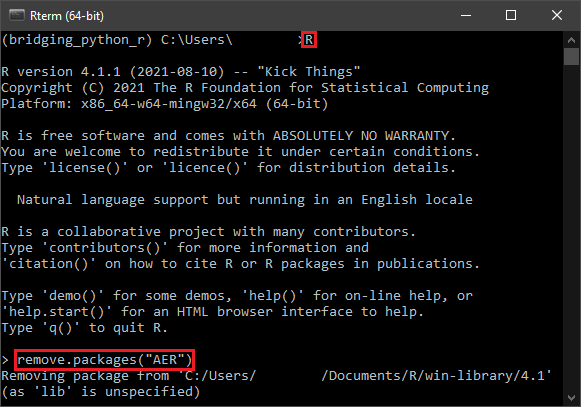 Rterm (64-bit)
(bridging_python_r) C:\Users\ >R
R version 4.1.1 (2021-08-10) -- "Kick Things"
Copyright (C) 2021 The R Foundation for Statistical Computing
Platform: x86_64-w64-mingw32/x64 (64-bit)
R is free software and comes with ABSOLUTELY NO WARRANTY.
You are welcome to redistribute it under certain conditions.
Type 'license()' or 'licence()' for distribution details.
Natural language support but running in an English locale
R is a collaborative project with many contributors.
Type 'contributors()' for more information and
'citation()' on how to cite R or R packages in publications.
Type 'demo()' for some demos, 'help()' for on-line help, or
'help.start()' for an HTML browser interface to help.
Type 'q()' to quit R.
> remove.packages("AER")
Removing package from 'C:/Users/ /Documents/R/win-library/4.1'
(as 'lib' is unspecified)